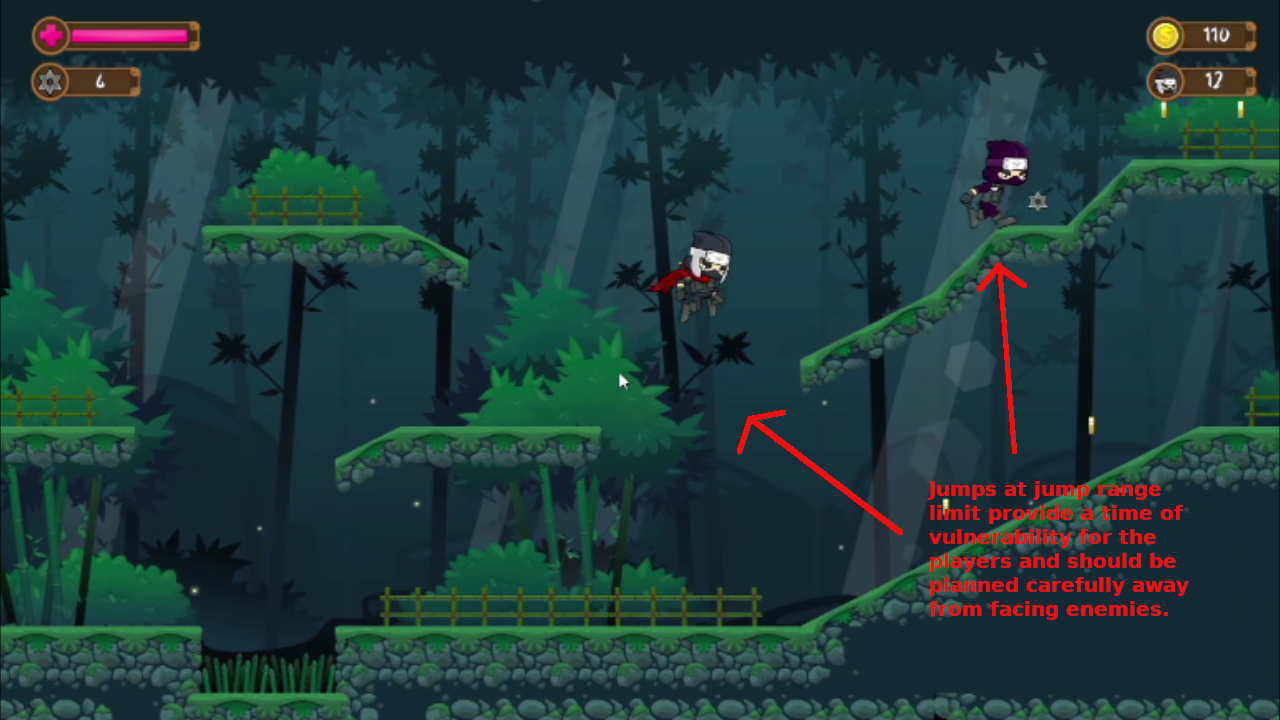 110
6
12
Jumps at jump range
limit provide a time of
vulnerability for the
players and should be
planned carefully away
from facing enemies.